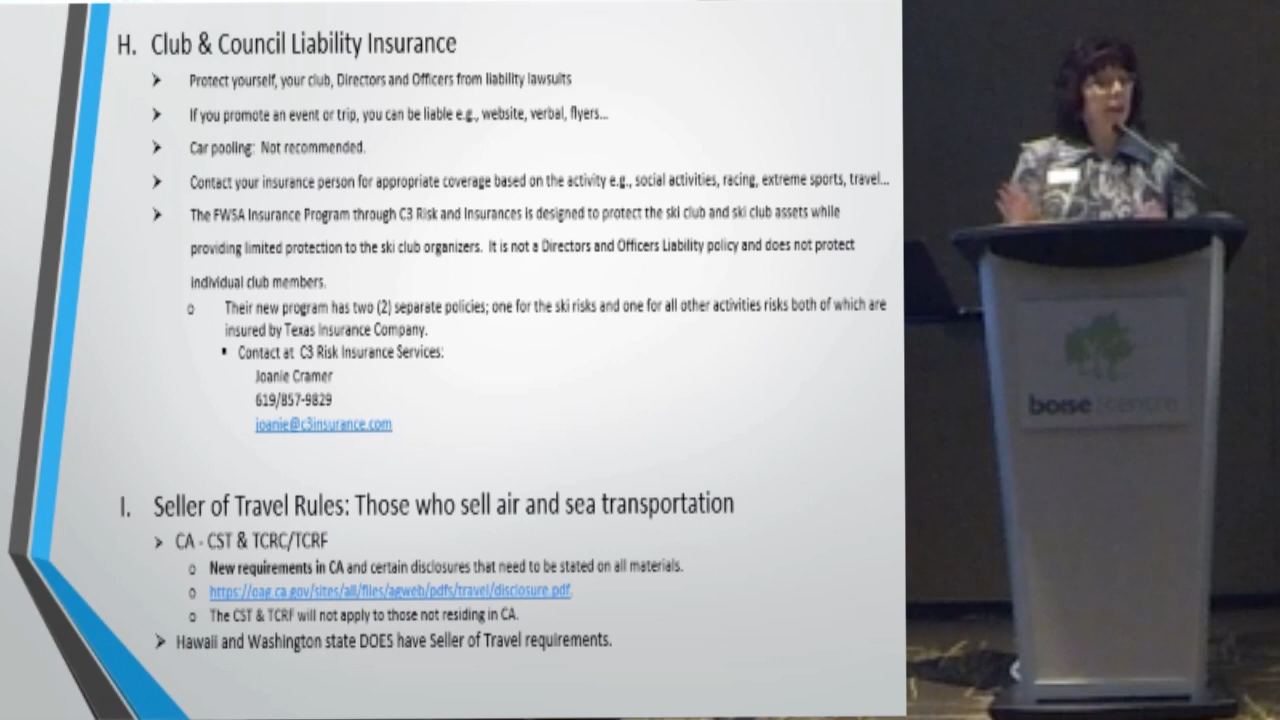 H. Club & Council Liability Insurance
➤ Protect yourself, your club, Directors and Officers from liability lawsuits
➤ If you promote an event or trip, you can be liable e.g., website, verbal, flyers...
➤ Car pooling: Not recommended.
➤ Contact your insurance person for appropriate coverage based on the activity e.g., social activities, racing, extreme sports, travel...
➤ The FWSA Insurance Program through C3 Risk and Insurances is designed to protect the ski club and ski club assets while
providing limited protection to the ski club organizers. It is not a Directors and Officers Liability policy and does not protect
individual club members.
o Their new program has two (2) separate policies; one for the ski risks and one for all other activities risks both of which are
insured by Texas Insurance Company.
▪ Contact at C3 Risk Insurance Services:
Joanie Cramer
619/857-9829
joanie@c3insurance.com
I. Seller of Travel Rules: Those who sell air and sea transportation
➤ CA - CST & TCRC/TCRF
o New requirements in CA and certain disclosures that need to be stated on all materials.
o https://oag.ca.gov/sites/all/files/agweb/pdfs/travel/disclosure.pdf.
o The CST & TCRF will not apply to those not residing in CA.
➤ Hawaii and Washington state DOES have Seller of Travel requirements.
boise centre